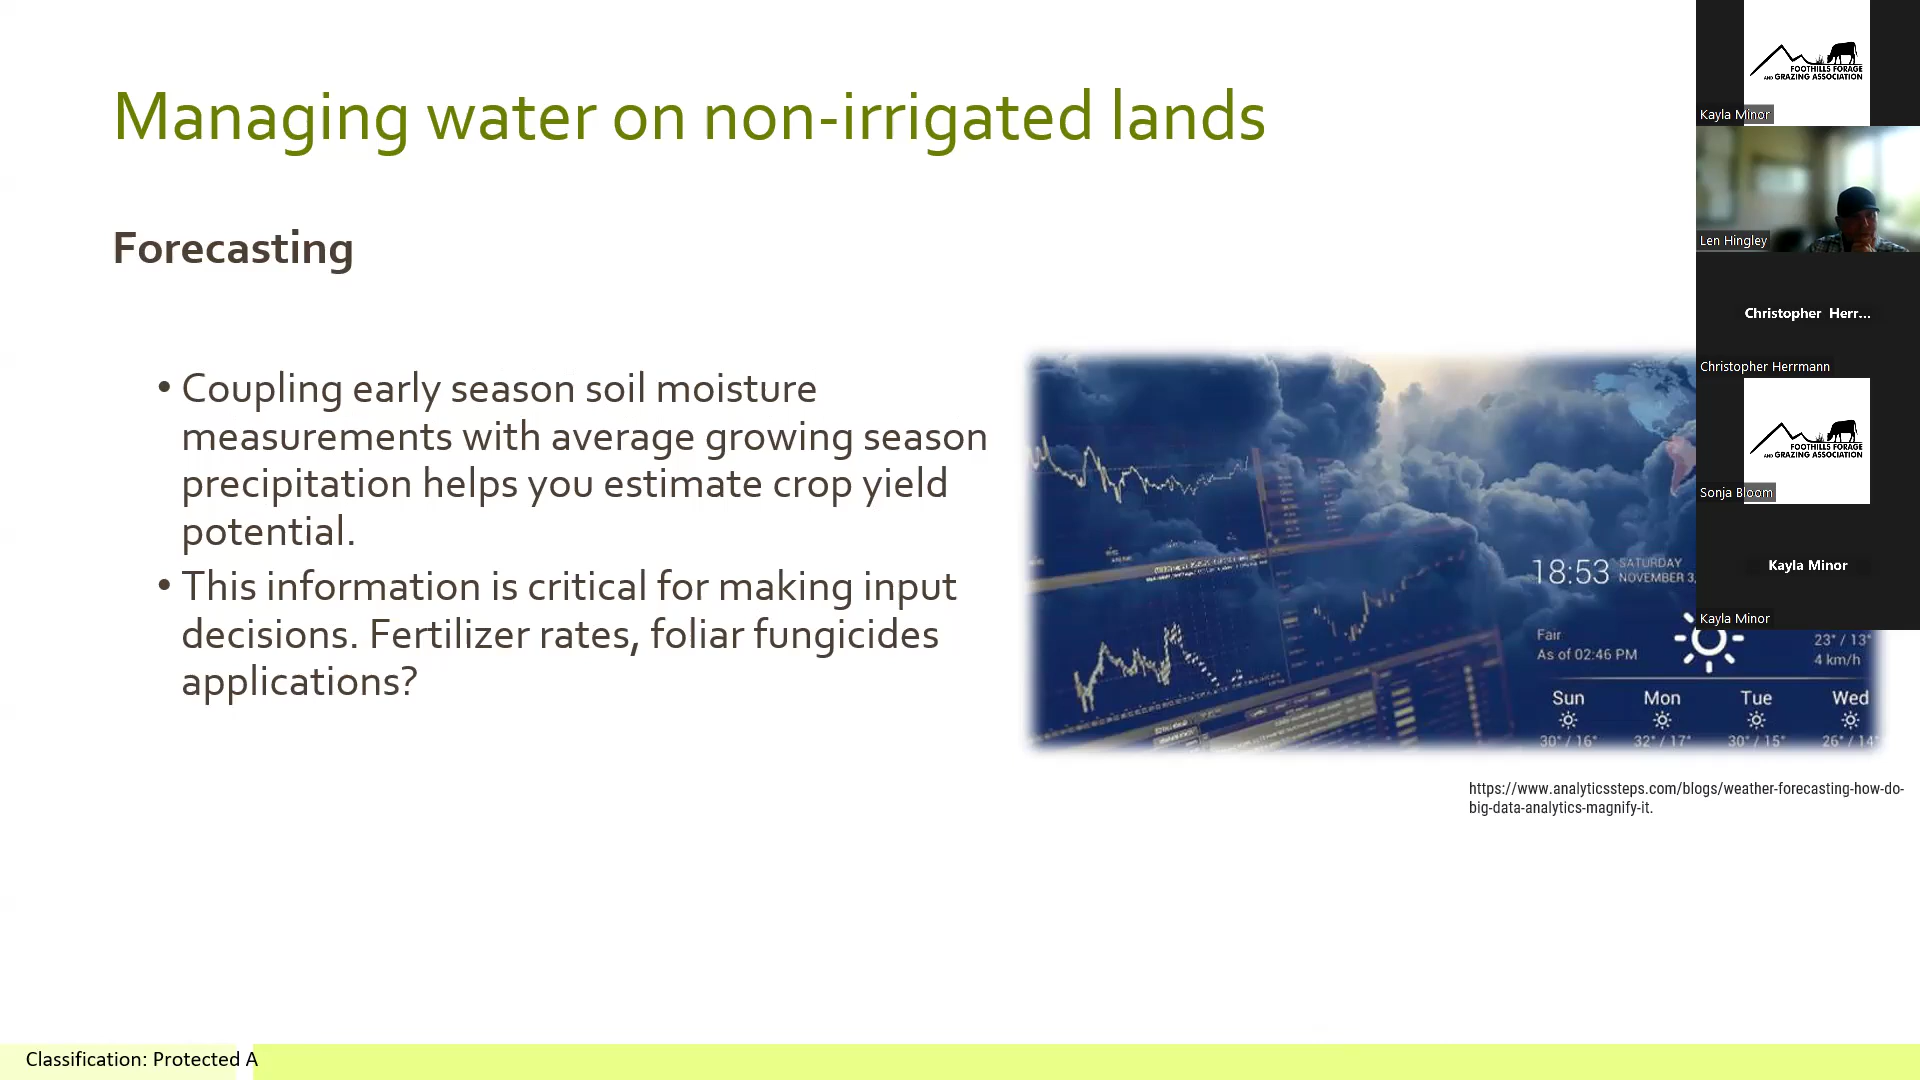 Managing water on non-irrigated lands
Forecasting
• Coupling early season soil moisture
measurements with average growing season
precipitation helps you estimate crop yield
potential.
• This information is critical for making input
decisions. Fertilizer rates, foliar fungicides
applications?
18:53
SATURDAY
NOVEMBER 3,
Fair
As of 02:46 PM
23° / 13°
4 km/h
Sun Mon Tue Wed
30° / 16° 32° / 17° 30° / 15° 26° / 14°
https://www.analyticssteps.com/blogs/weather-forecasting-how-do-
big-data-analytics-magnify-it.
Classification: Protected A
FOOTHILLS FORAGE
AND GRAZING ASSOCIATION
Kayla Minor
Len Hingley
Christopher Herr...
Christopher Herrmann
FOOTHILLS FORAGE
AND GRAZING ASSOCIATION
Sonja Bloom
Kayla Minor
Kayla Minor